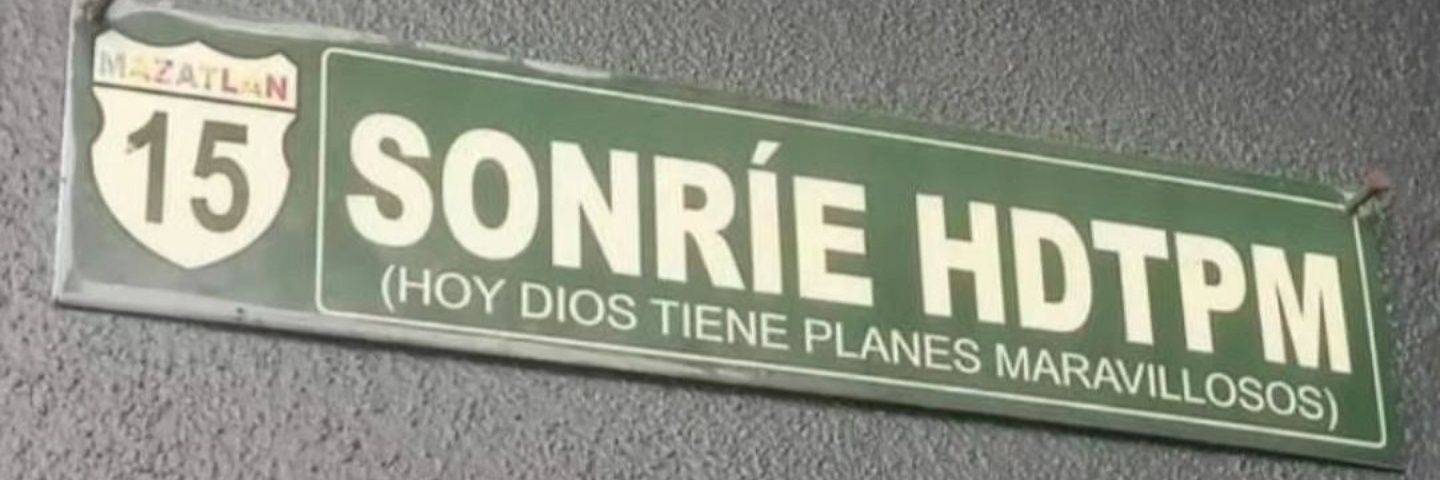 MAZATLAN
15
SONRÍE HDTPM
(HOY DIOS TIENE PLANES MARAVILLOSOS)